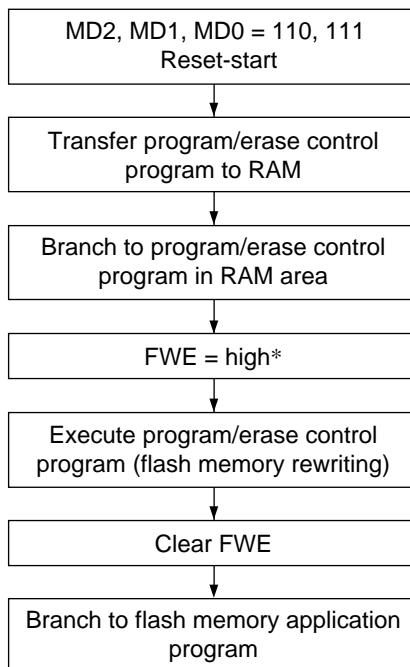 MD2, MD1, MD0 = 110, 111
Reset-start
Transfer program/erase control
program to RAM
Branch to program/erase control
program in RAM area
FWE = high*
Execute program/erase control
program (flash memory rewriting)
Clear FWE
Branch to flash memory application
program